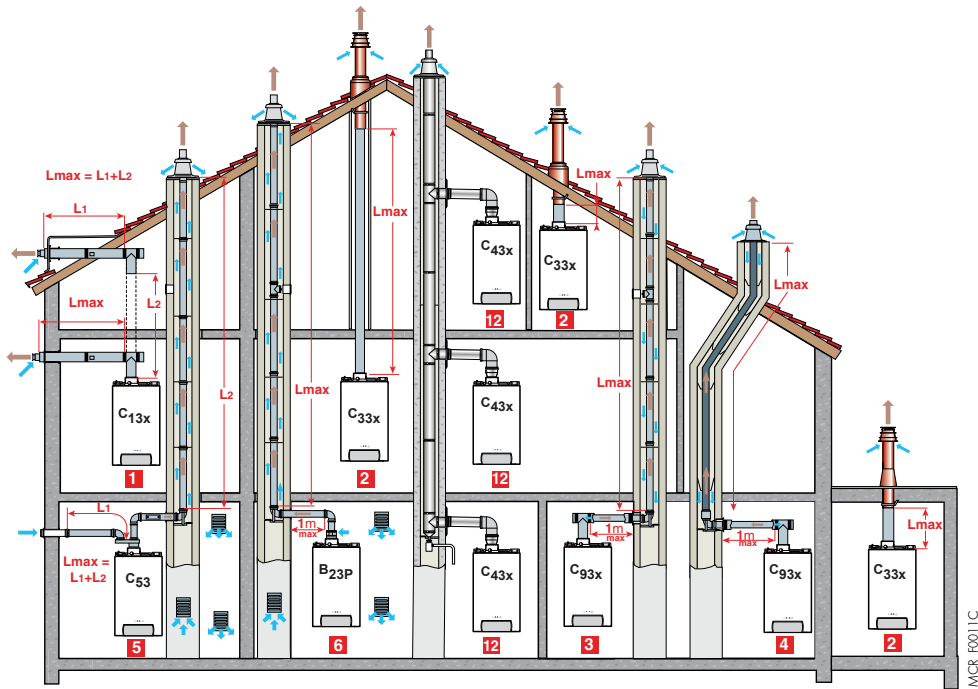 Lmax = L1+L2
L1
Lmax
L2
C13x
1
L2
Lmax
Lmax
C33x
2
C43x
12
Lmax
C33x
2
C43x
12
Lmax
Lmax
L1
Lmax =
L1+L2
C53
5
1m
max
B23P
6
C43x
12
1m
max
C93x
3
1m
max
C93x
4
Lmax
C33x
2
MCR_F0011C